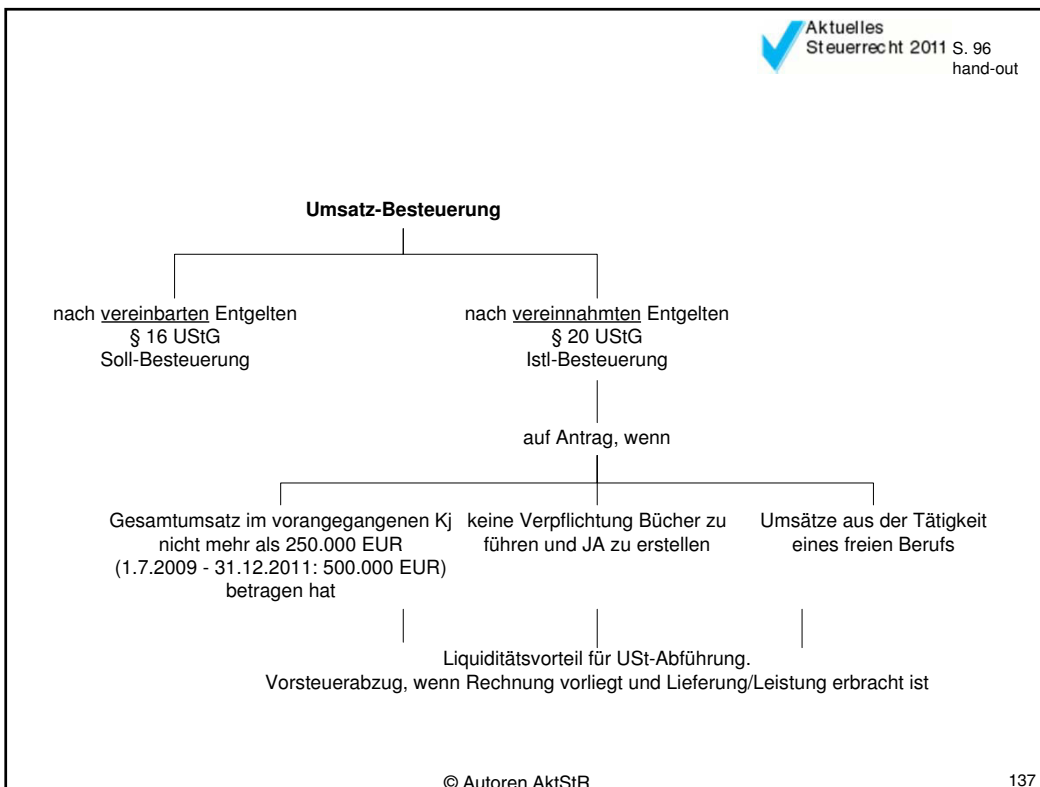 Aktuelles
Steuerrecht 2011 S. 96
hand-out
Umsatz-Besteuerung
nach vereinbarten Entgelten
§ 16 UStG
Soll-Besteuerung
nach vereinnahmten Entgelten
§ 20 UStG
Istl-Besteuerung
auf Antrag, wenn
Gesamtumsatz im vorangegangenen Kj
nicht mehr als 250.000 EUR
(1.7.2009 - 31.12.2011: 500.000 EUR)
betragen hat
keine Verpflichtung Bücher zu
führen und JA zu erstellen
Umsätze aus der Tätigkeit
eines freien Berufs
Liquiditätsvorteil für USt-Abführung.
Vorsteuerabzug, wenn Rechnung vorliegt und Lieferung/Leistung erbracht ist
© Autoren AktStR
137